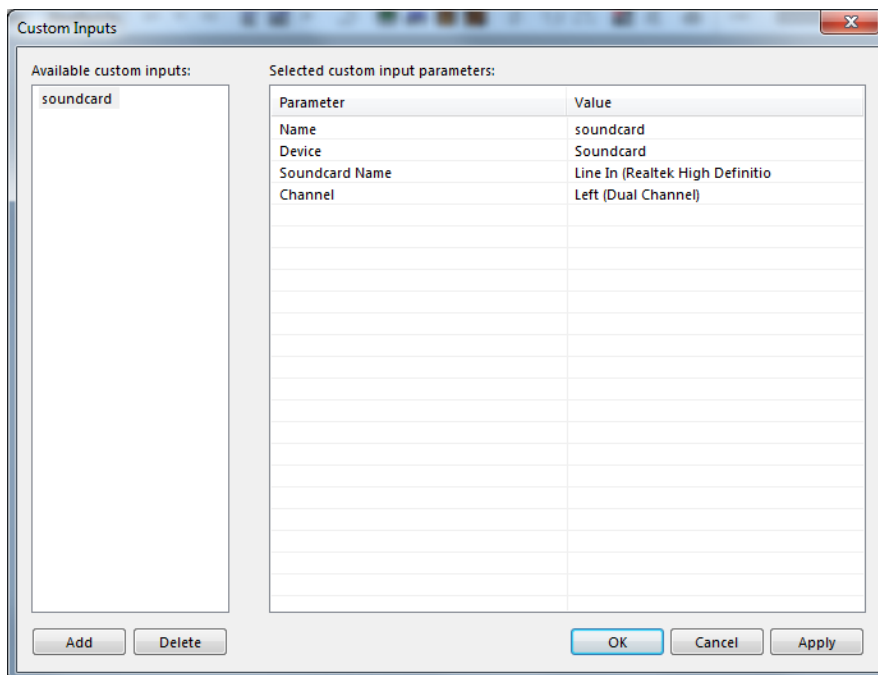 Custom Inputs
Available custom inputs:
soundcard
Selected custom input parameters:
Parameter Value
Name soundcard
Device Soundcard
Soundcard Name Line In (Realtek High Definitio
Channel Left (Dual Channel)
Add Delete OK Cancel Apply